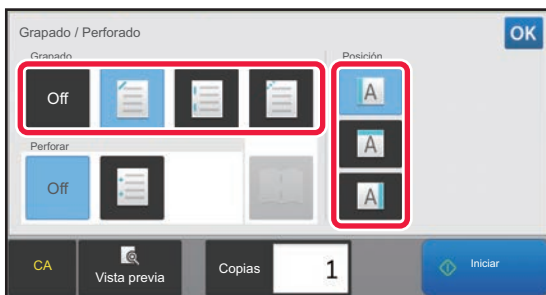 Grapado / Perforado
OK
Grapado
Posición
Off
A
A
A
Perforar
Off
CA
Vista previa
Copias
1
Iniciar